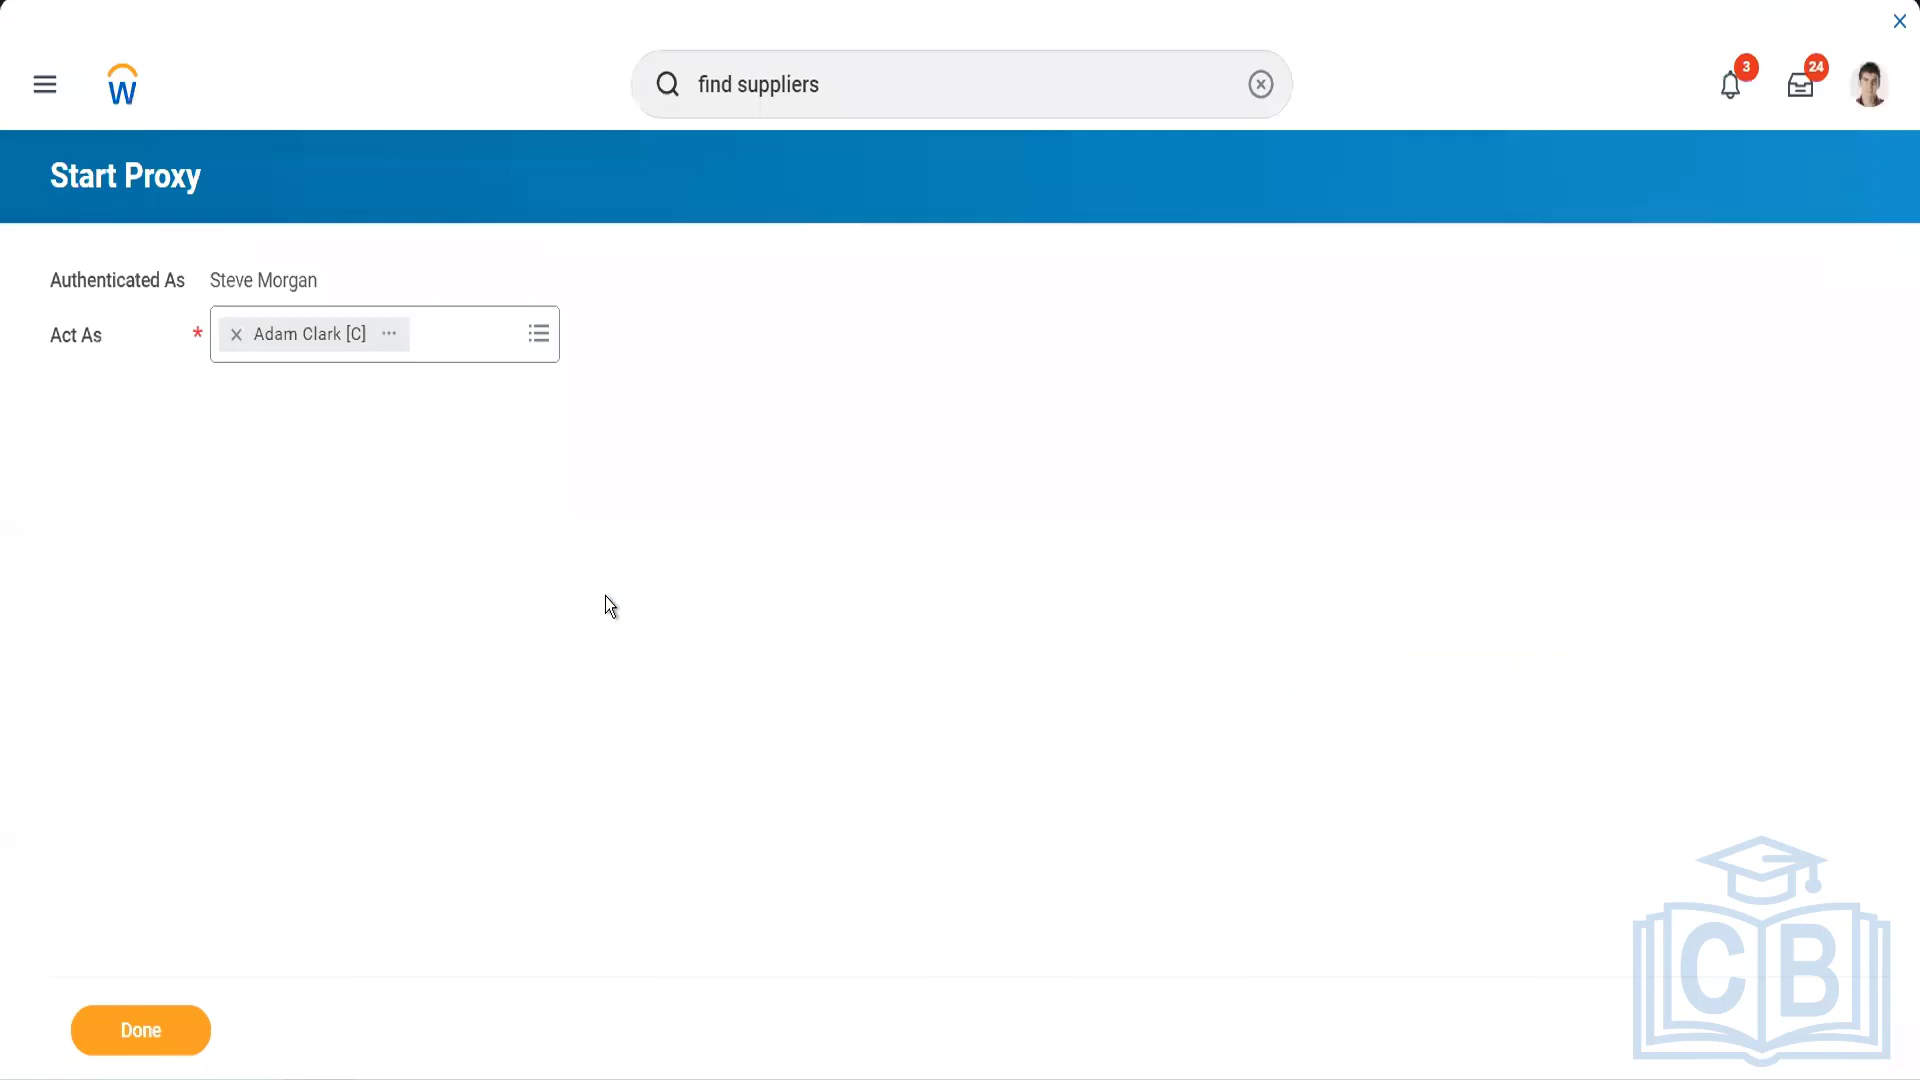 find suppliers
3
24
Start Proxy
Authenticated As Steve Morgan
Act As * Adam Clark [C]
Done
CB